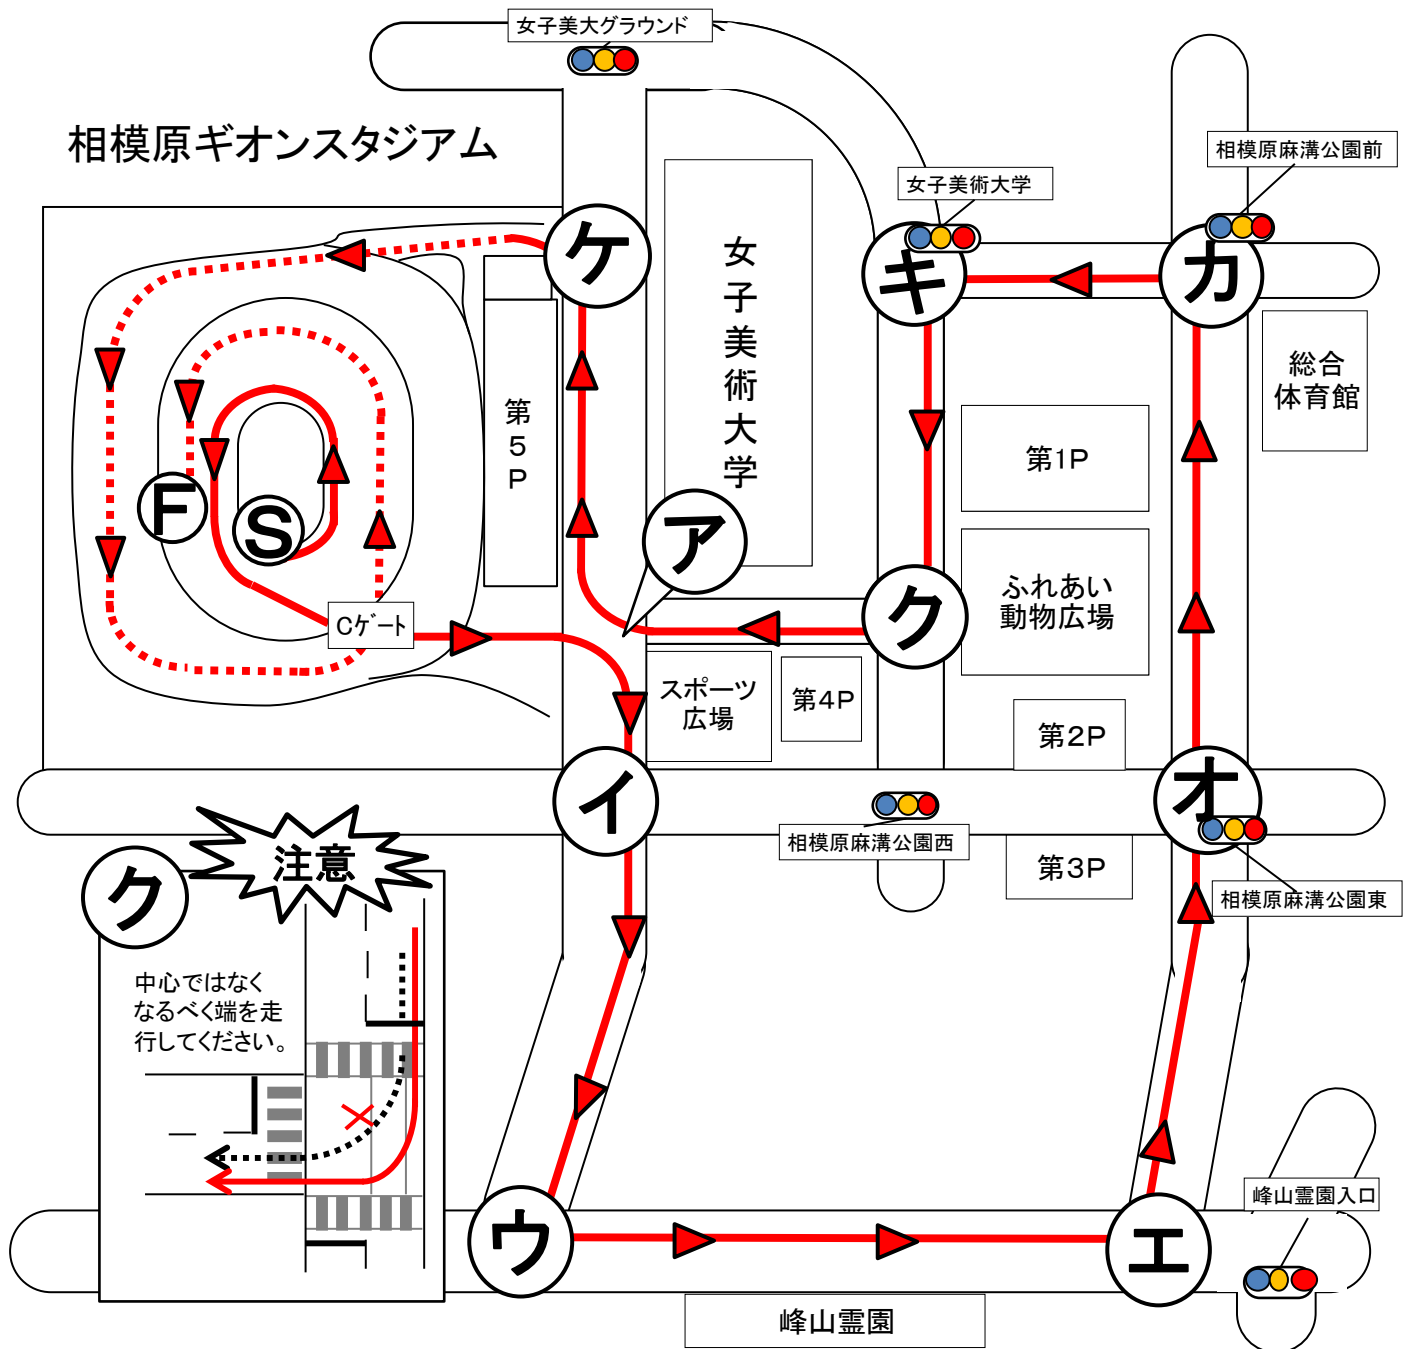 女子美大グラウンド
相模原ギオンスタジアム
相模原麻溝公園前
女子美術大学
ケ
キ
カ
女子美術大学
総合
体育館
第5P
第1P
F
S
ア
ふれあい
動物広場
ク
Cゲート
スポーツ
広場
第4P
第2P
イ
オ
相模原麻溝公園西
第3P
相模原麻溝公園東
注意
ク
中心ではなく
なるべく端を走
行してください。
峰山霊園入口
ウ
エ
峰山霊園